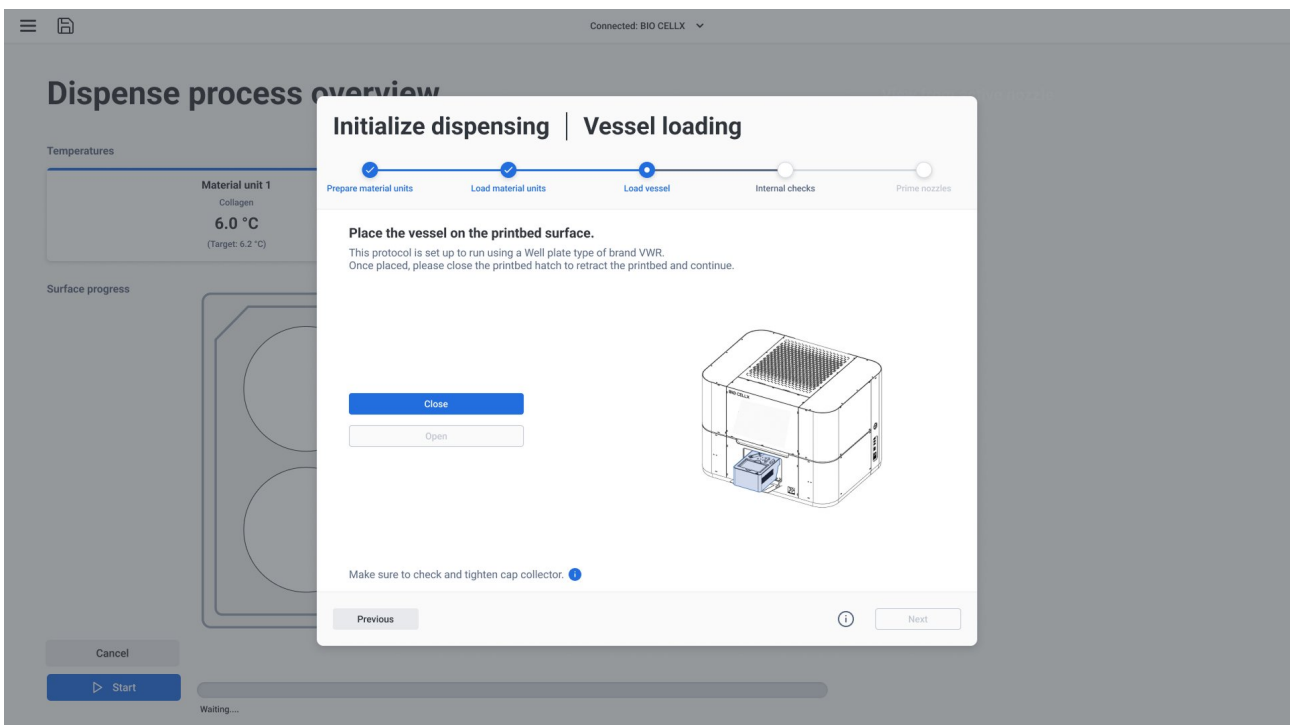 Connected: BIO CELLX
Dispense process overview
Temperatures
Material unit 1
Collagen
6.0 °C
(Target: 6.2 °C)
Surface progress
Initialize dispensing | Vessel loading
Prepare material units
Load material units
Load vessel
Internal checks
Prime nozzles
Place the vessel on the printbed surface.
This protocol is set up to run using a Well plate type of brand VWR.
Once placed, please close the printbed hatch to retract the printbed and continue.
Close
Open
BIO CELLX
Make sure to check and tighten cap collector.
Previous
Next
Cancel
Start
Waiting....